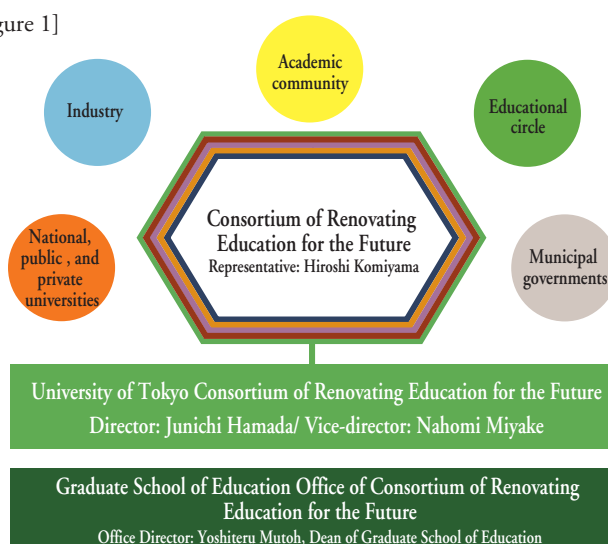 gure 1]
Academic
community
Industry
Educational
circle
National,
public , and
private
universities
Consortium of Renovating
Education for the Future
Representative: Hiroshi Komiyama
Municipal
governments
University of Tokyo Consortium of Renovating Education for the Future
Director: Junichi Hamada/ Vice-director: Nahomi Miyake
Graduate School of Education Office of Consortium of Renovating
Education for the Future
Office Director: Yoshiteru Mutoh, Dean of Graduate School of Education